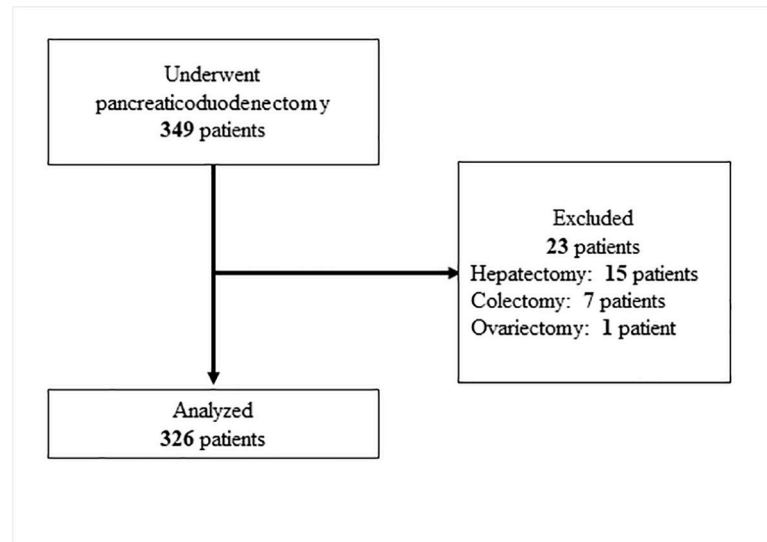 Underwent
pancreaticoduodenectomy
349 patients
Excluded
23 patients
Hepatectomy: 15 patients
Colectomy: 7 patients
Ovariectomy: 1 patient
Analyzed
326 patients